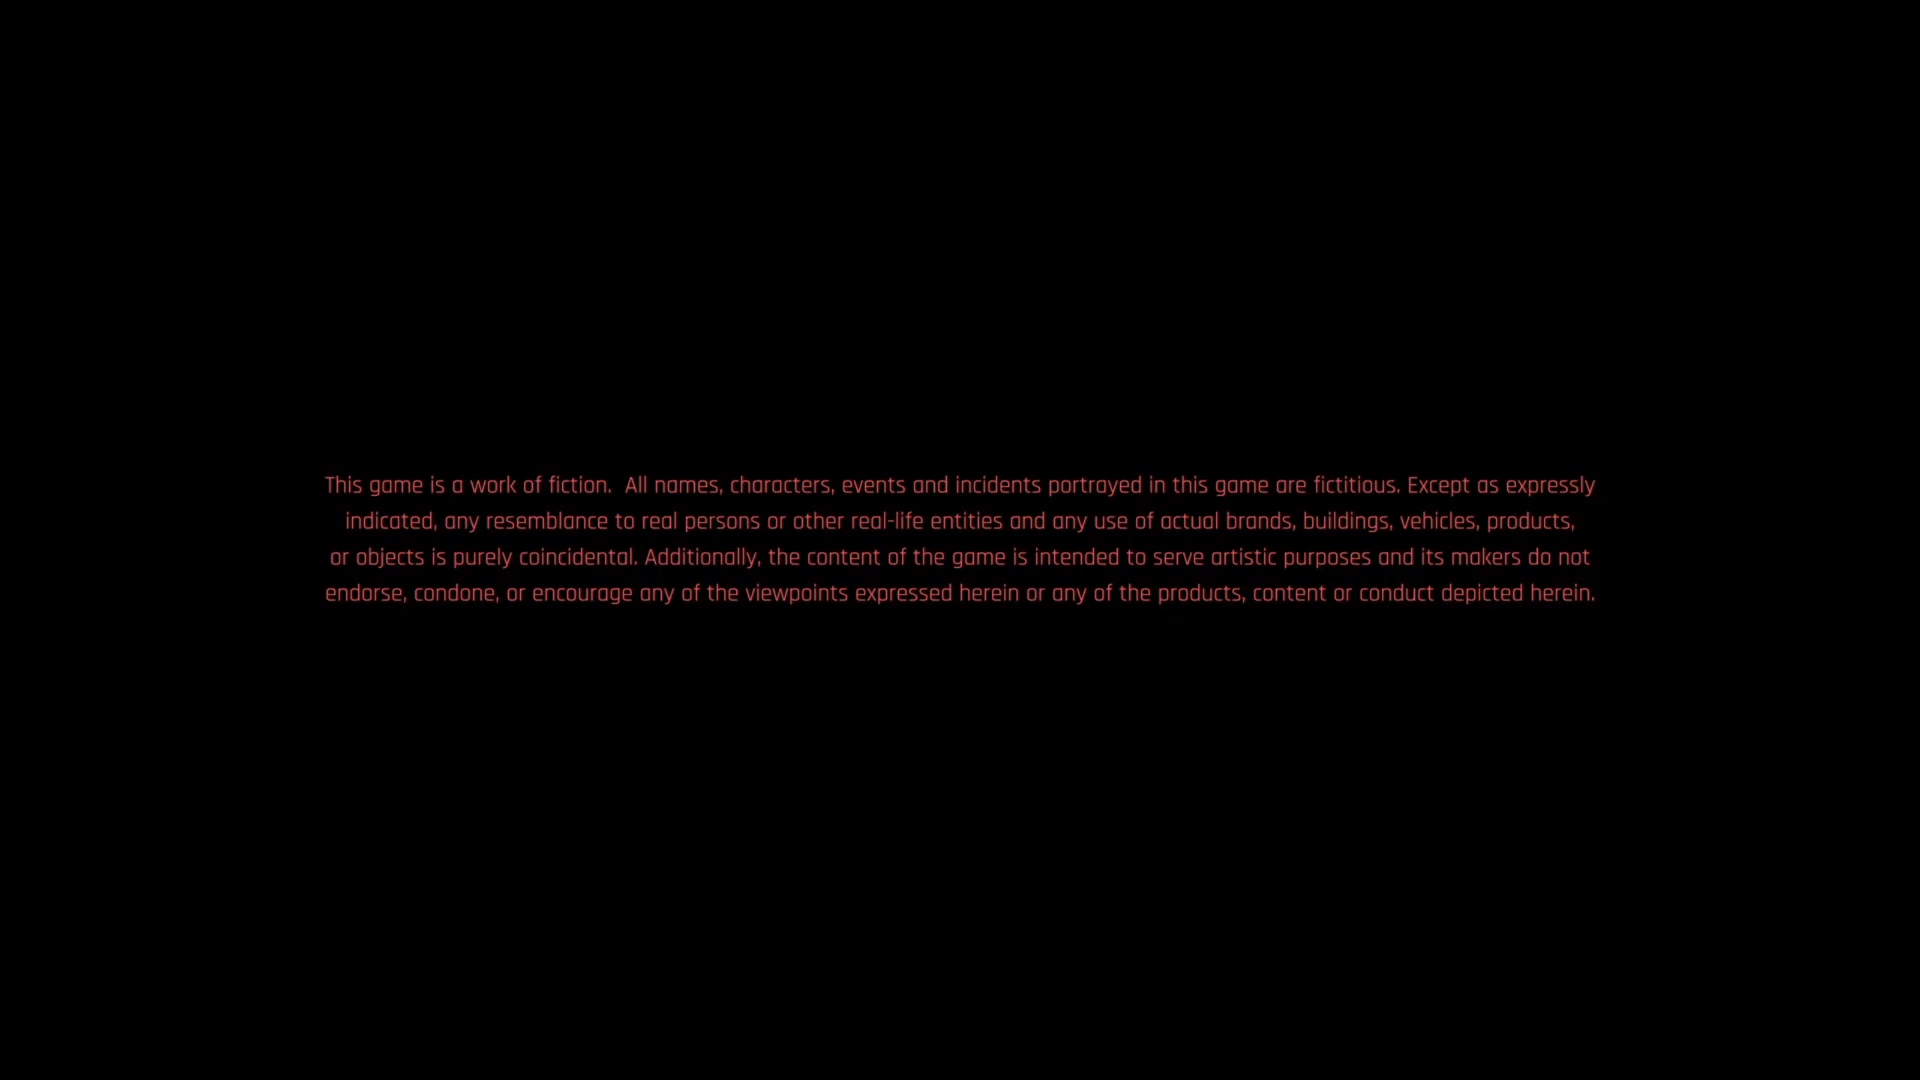 This game is a work of fiction.  All names, characters, events and incidents portrayed in this game are fictitious. Except as expressly
indicated, any resemblance to real persons or other real-life entities and any use of actual brands, buildings, vehicles, products,
or objects is purely coincidental. Additionally, the content of the game is intended to serve artistic purposes and its makers do not
endorse, condone, or encourage any of the viewpoints expressed herein or any of the products, content or conduct depicted herein.